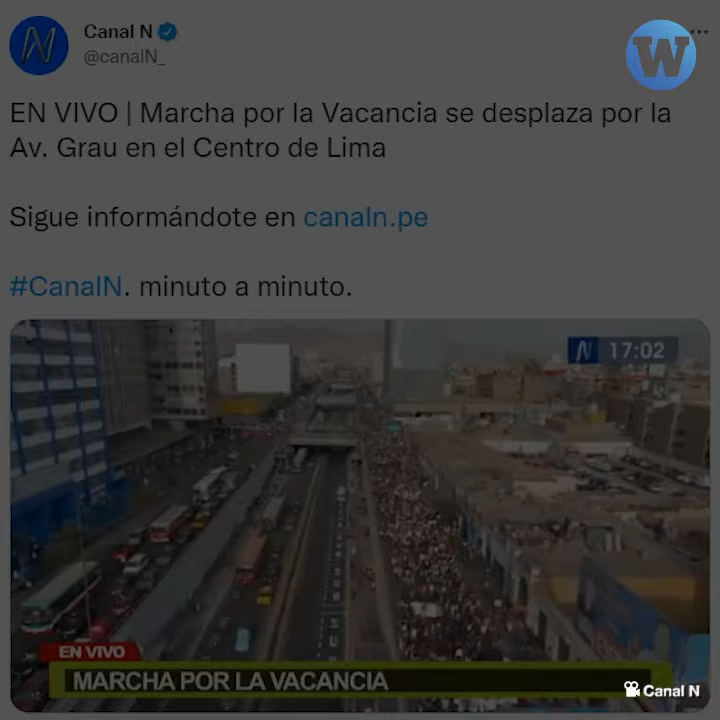 Canal N
@canalN_
W
EN VIVO | Marcha por la Vacancia se desplaza por la
Av. Grau en el Centro de Lima
Sigue informándote en canaln.pe
#CanalN. minuto a minuto.
N 17:02
EN VIVO
MARCHA POR LA VACANCIA
Canal N